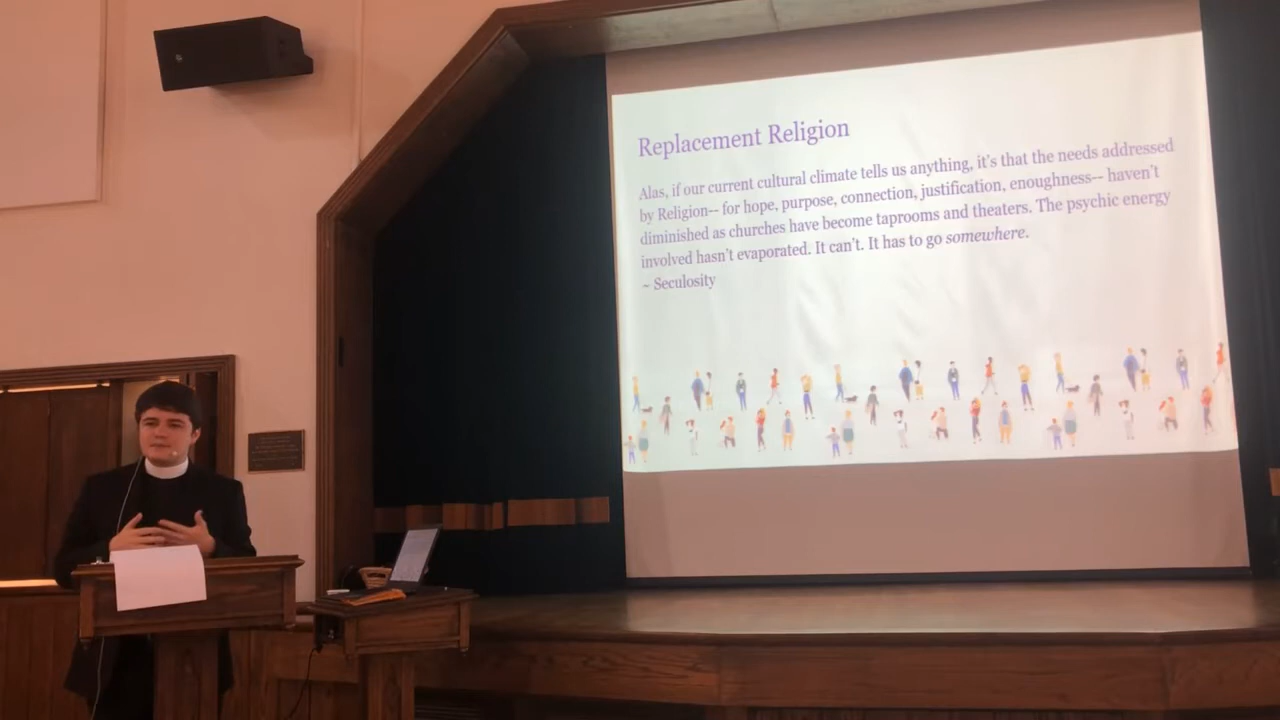 Replacement Religion
Alas, if our current cultural climate tells us anything, it's that the needs addressed
by Religion-- for hope, purpose, connection, justification, enoughness-- haven't
diminished as churches have become taprooms and theaters. The psychic energy
involved hasn't evaporated. It can't. It has to go somewhere.
~ Seculosity